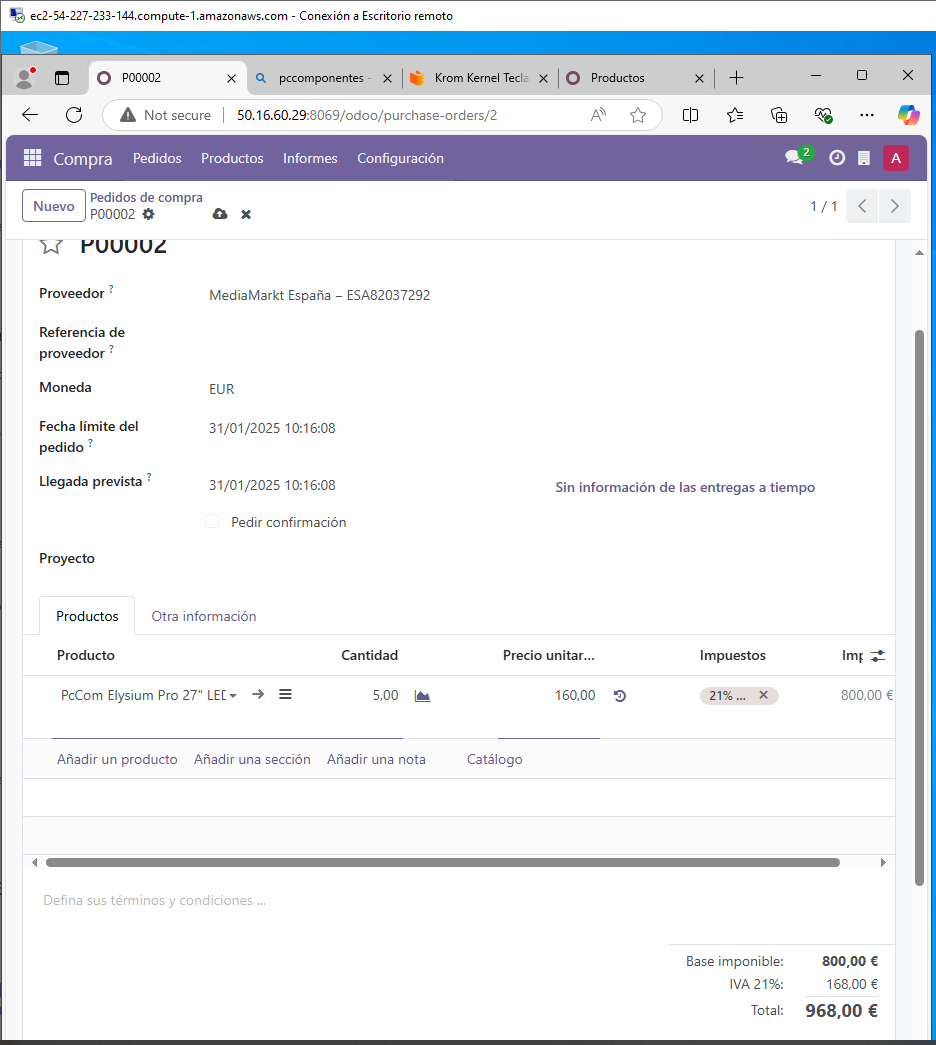 ec2-54-227-233-144.compute-1.amazonaws.com - Conexión a Escritorio remoto
P00002
pccomponentes -
Krom Kernel Tecla
Productos
Not secure
50.16.60.29:8069/odoo/purchase-orders/2
Compra Pedidos Productos Informes Configuración 2 A
Nuevo
Pedidos de compra
P00002
1 / 1
P00002
Proveedor ?
MediaMarkt España – ESA82037292
Referencia de
proveedor ?
Moneda
EUR
Fecha límite del
pedido ?
31/01/2025 10:16:08
Llegada prevista ?
31/01/2025 10:16:08
Sin información de las entregas a tiempo
Pedir confirmación
Proyecto
Productos Otra información
Producto Cantidad Precio unitar... Impuestos Imp
PcCom Elysium Pro 27" LED 5,00 160,00 21% ... 800,00 €
Añadir un producto Añadir una sección Añadir una nota Catálogo
Defina sus términos y condiciones ...
Base imponible: 800,00 €
IVA 21%: 168,00 €
Total: 968,00 €